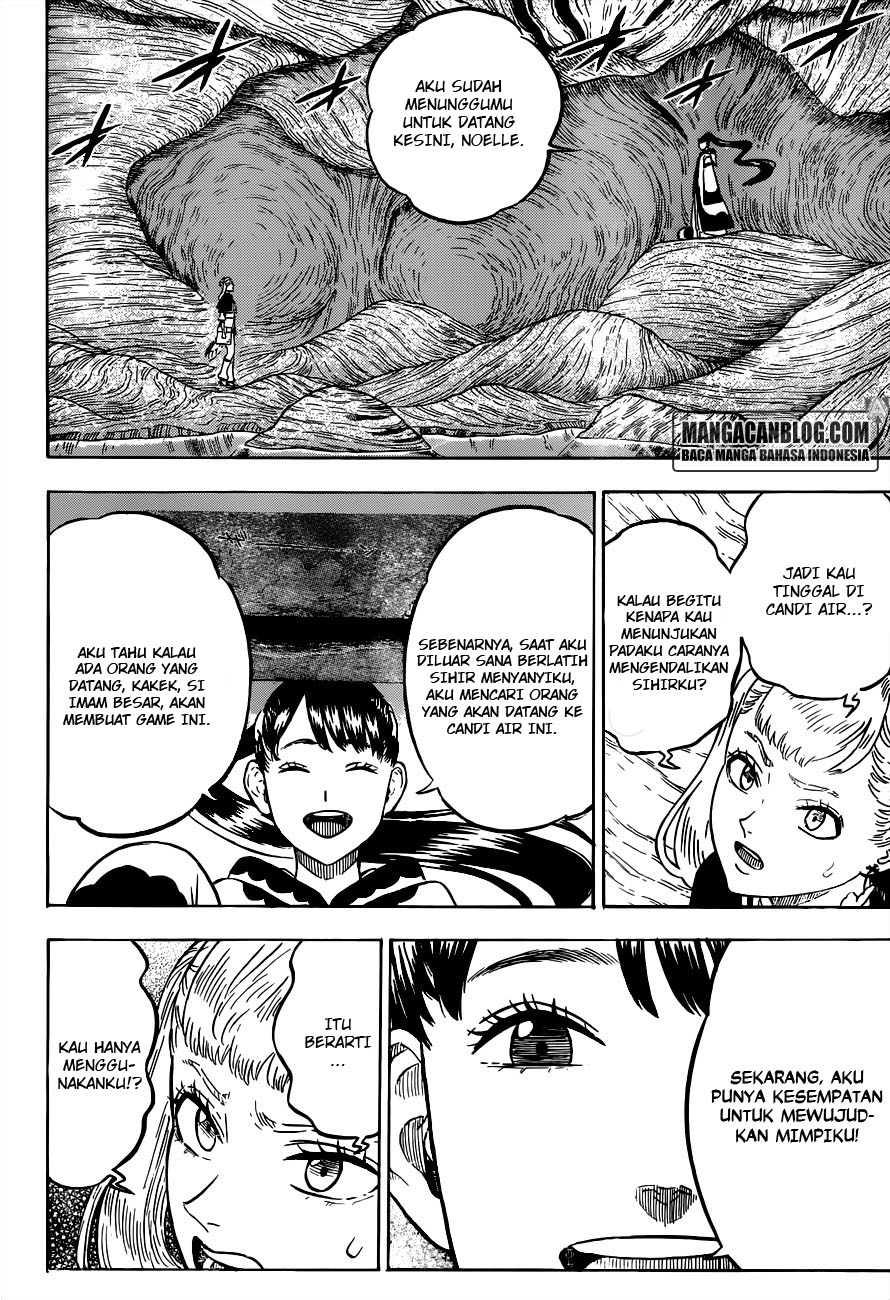 AKU SUDAH
MENUNGGUMU
UNTUK DATANG
KESINI, NOELLE.
MANGACANBLOG.COM
BACA MANGA BAHASA INDONESIA
JADI KAU
TINGGAL DI
CANDI AIR...?
KALAU BEGITU
KENAPA KAU
MENUNJUKAN
PADAKU CARANYA
MENGENDALIKAN
SIHIRKU?
SEBENARNYA, SAAT AKU
DILUAR SANA BERLATIH
SIHIR MENYANYIKU,
AKU MENCARI ORANG
YANG AKAN DATANG KE
CANDI AIR INI.
AKU TAHU KALAU
ADA ORANG YANG
DATANG, KAKEK, SI
IMAM BESAR, AKAN
MEMBUAT GAME INI.
SEKARANG, AKU
PUNYA KESEMPATAN
UNTUK MEWUJUD-
KAN MIMPIKU!
ITU
BERARTI
...
KAU HANYA
MENGGU-
NAKANKU!?